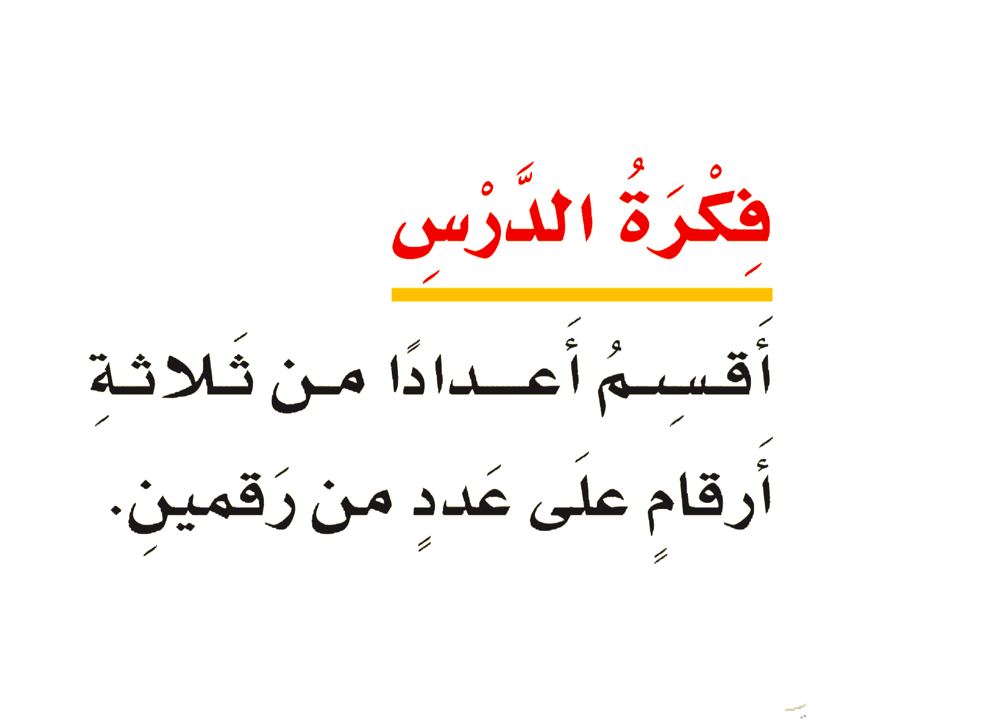 فِكْرَةُ الدَّرْسِ
أَقسِمُ أَعدادًا من ثَلاثةِ
أَرقامٍ علَى عَددٍ من رَقمينِ.